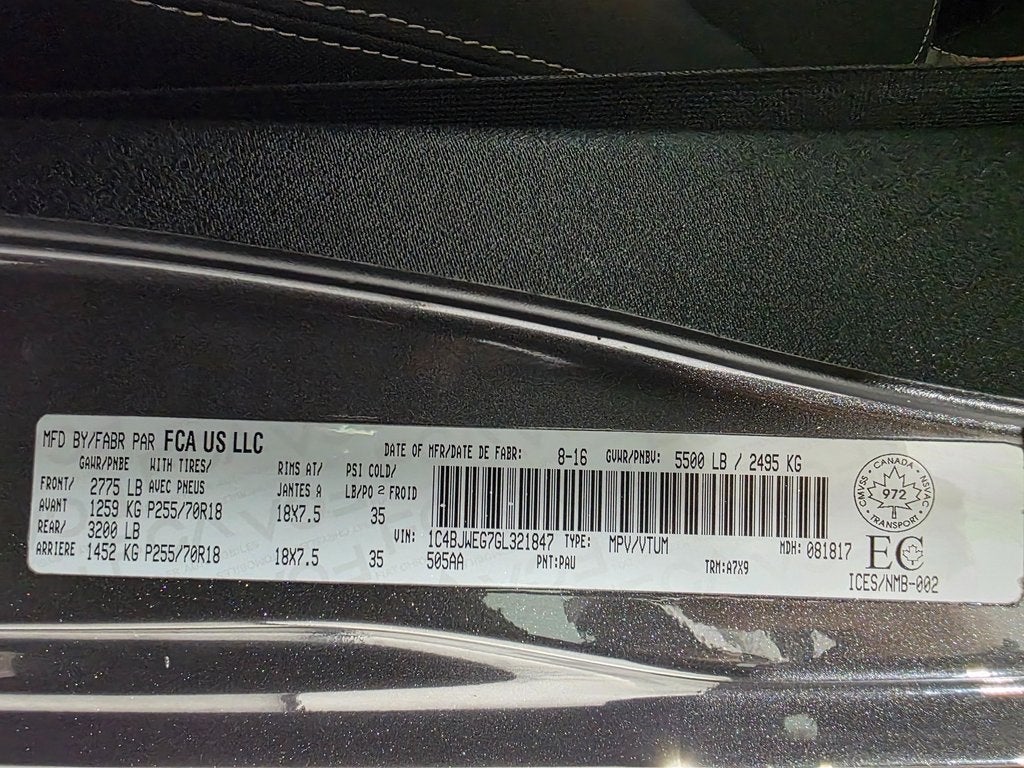 MFD BY/FABR PAR FCA US LLC
DATE OF MFR/DATE DE FABR: 8-16 GVWR/PNBV: 5500 LB / 2495 KG
GAWR/PNBE WITH TIRES/ RIMS AT/ PSI COLD/
FRONT/ 2775 LB AVEC PNEUS JANTES A LB/PO 2 FROID
AVANT 1259 KG P255/70R18 18X7.5 35
REAR/ 3200 LB
ARRIERE 1452 KG P255/70R18 18X7.5 35
VIN: 1C4BJWEG7GL321847 TYPE: MPV/VTUM MDH: 081817
505AA PNT:PAU TRM:A7X9
CANADA
CMVSS 972 NSVAC
TRANSPORT
EC
ICES/NMB-002